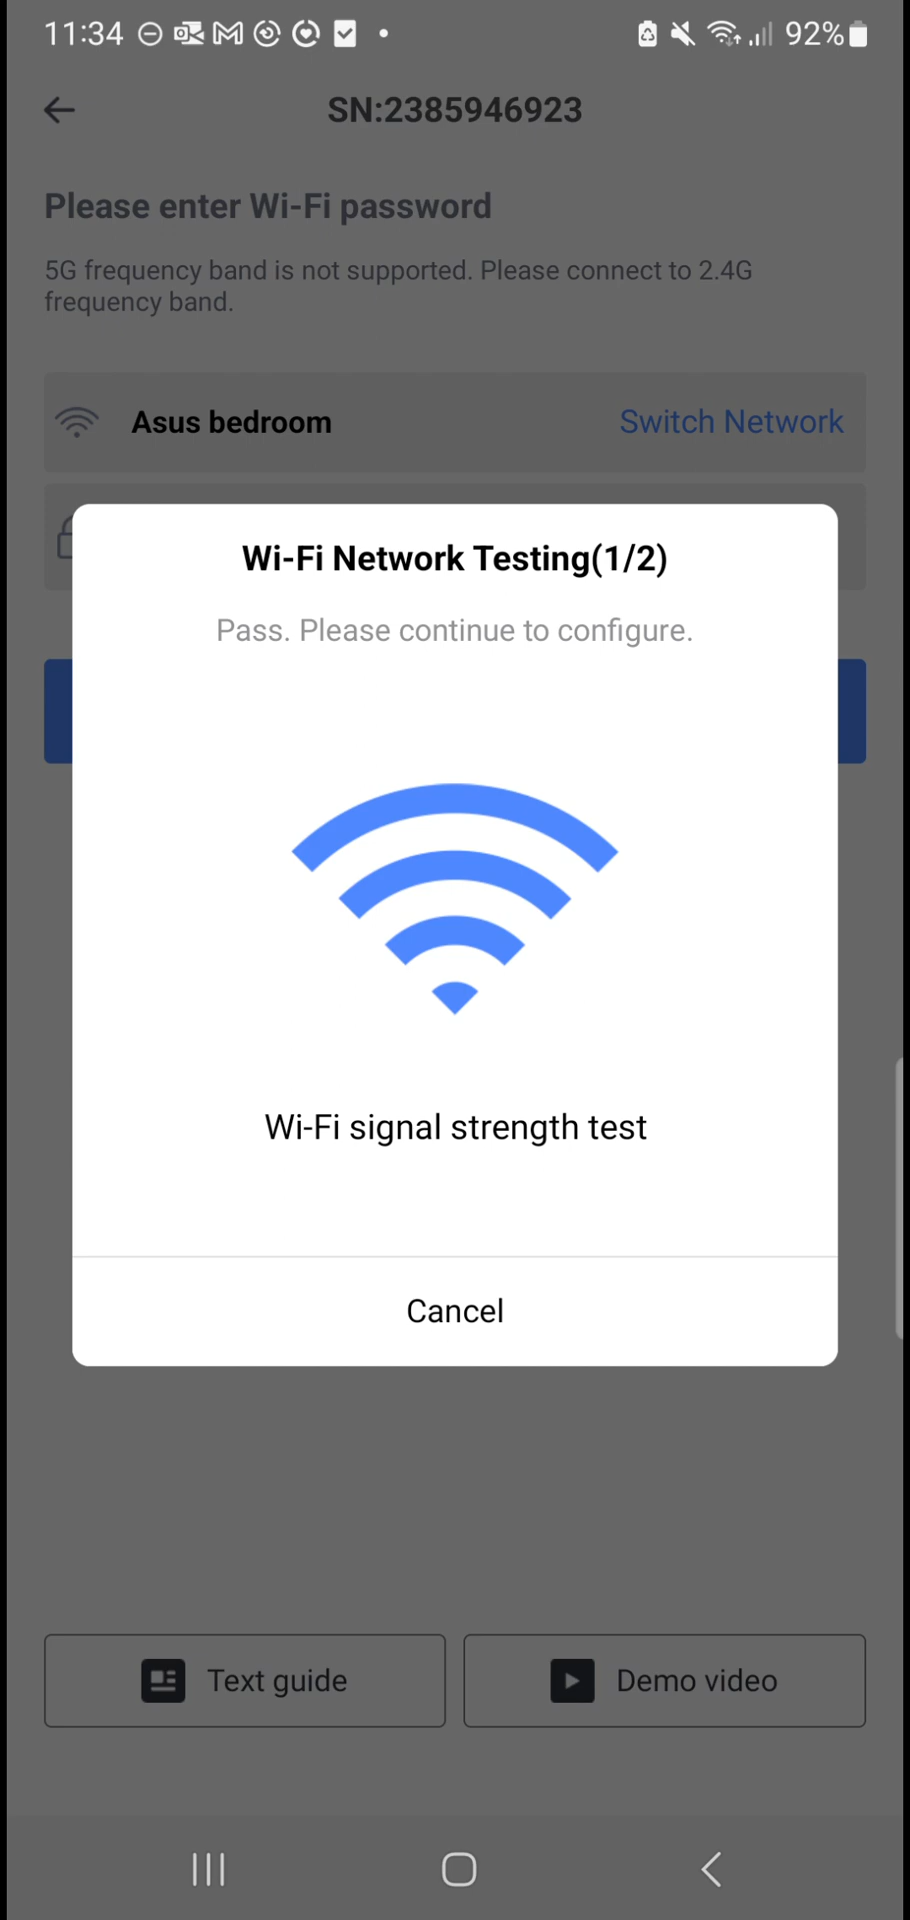 11:34
92%
SN:2385946923
Please enter Wi-Fi password
5G frequency band is not supported. Please connect to 2.4G
frequency band.
Asus bedroom
Switch Network
Wi-Fi Network Testing(1/2)
Pass. Please continue to configure.
Wi-Fi signal strength test
Cancel
Text guide
Demo video